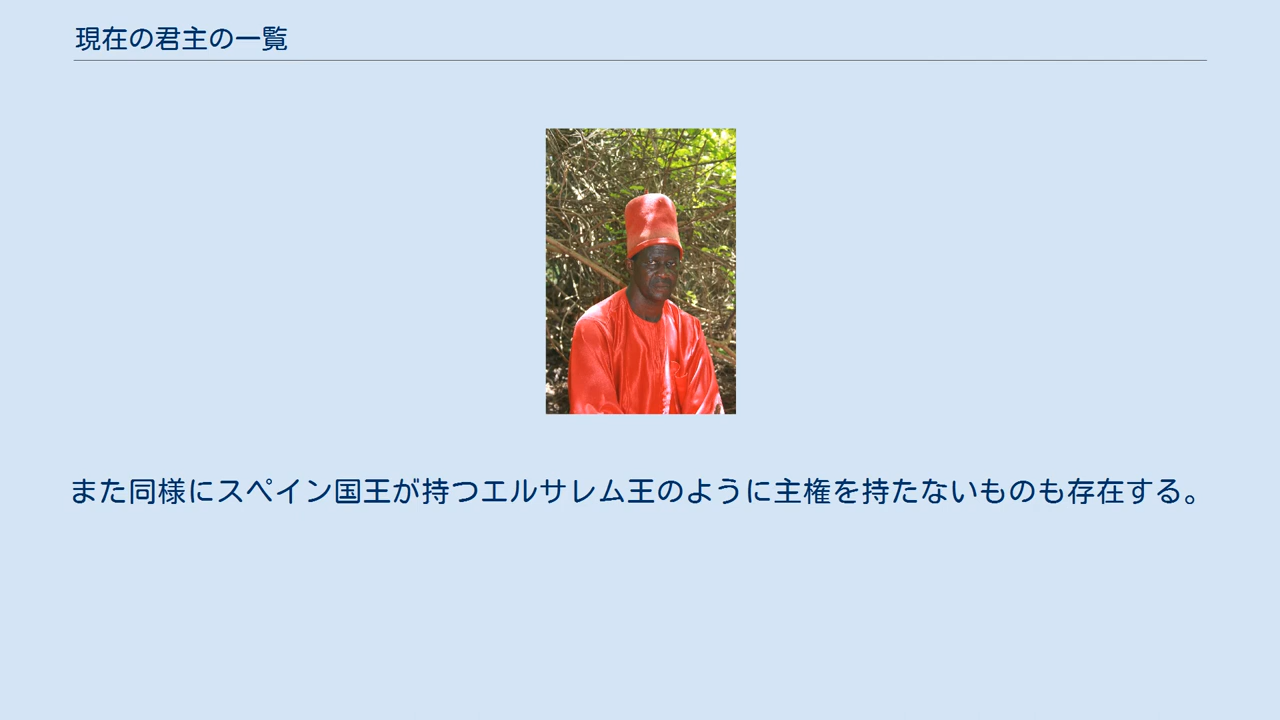 現在の君主の一覧
また同様にスペイン国王が持つエルサレム王のように主権を持たないものも存在する。